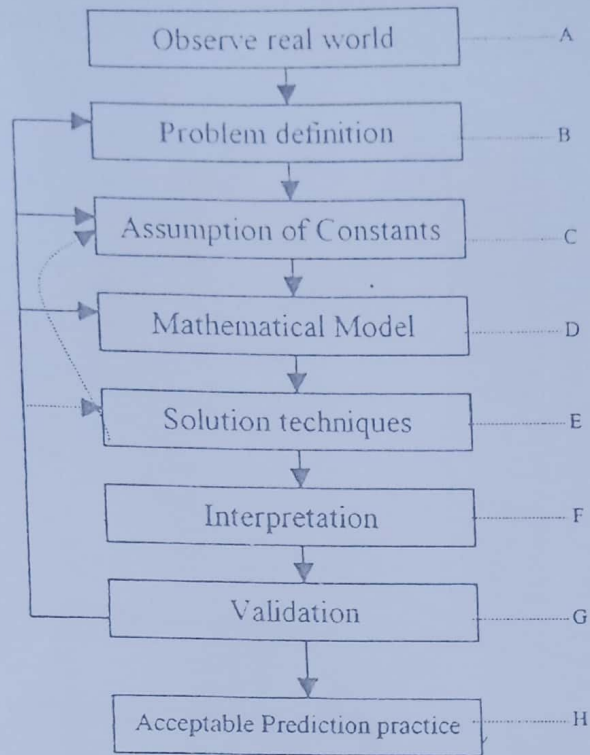 Observe real world A
Problem definition B
Assumption of Constants C
Mathematical Model D
Solution techniques E
Interpretation F
Validation G
Acceptable Prediction practice H